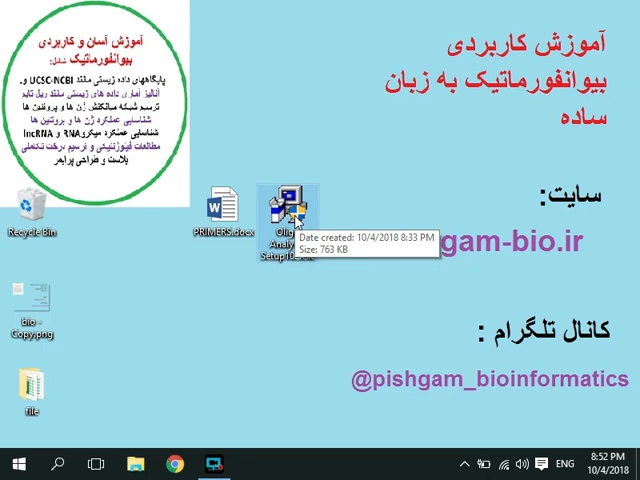 آموزش آسان و کاربردی
بیوانفورماتیک شامل:
پایگاههای داده زیستی مانند UCSC-NCBI و.
آنالیز آماری داده های زیستی مانند ریل تایم
ترسیم شبکه میانکنش ژن ها و پروتئین ها
شناسایی عملکرد ژن ها و پروتئین ها
شناسایی عملکرد میکروRNA و lncRNA
مطالعات فیلوژنتیکی و ترسیم درخت تکاملی
بلاست و طراحی پرایمر
آموزش کاربردی
بیوانفورماتیک به زبان
ساده
Recycle Bin
PRIMERS.docx
Date created: 10/4/2018 8:33 PM
Size: 763 KB
سایت:
gam-bio.ir
bio -
Copy.png
کانال تلگرام :
@pishgam_bioinformatics
file
ENG
8:52 PM
10/4/2018